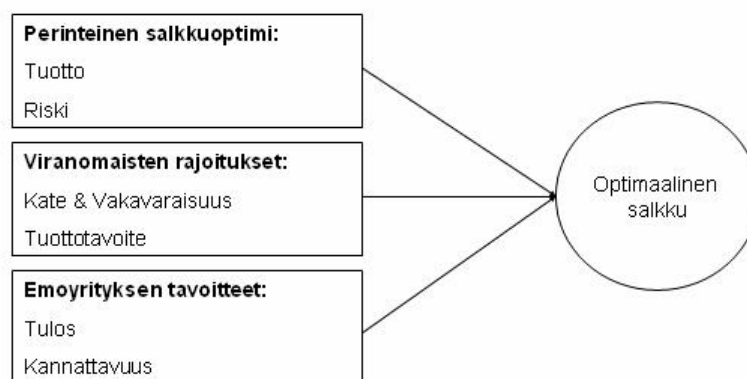 Perinteinen salkkuoptimi:
Tuotto
Riski
Viranomaisten rajoitukset:
Kate & Vakavaraisuus
Tuottotavoite
Emoyrityksen tavoitteet:
Tulos
Kannattavuus
Optimaalinen
salkku